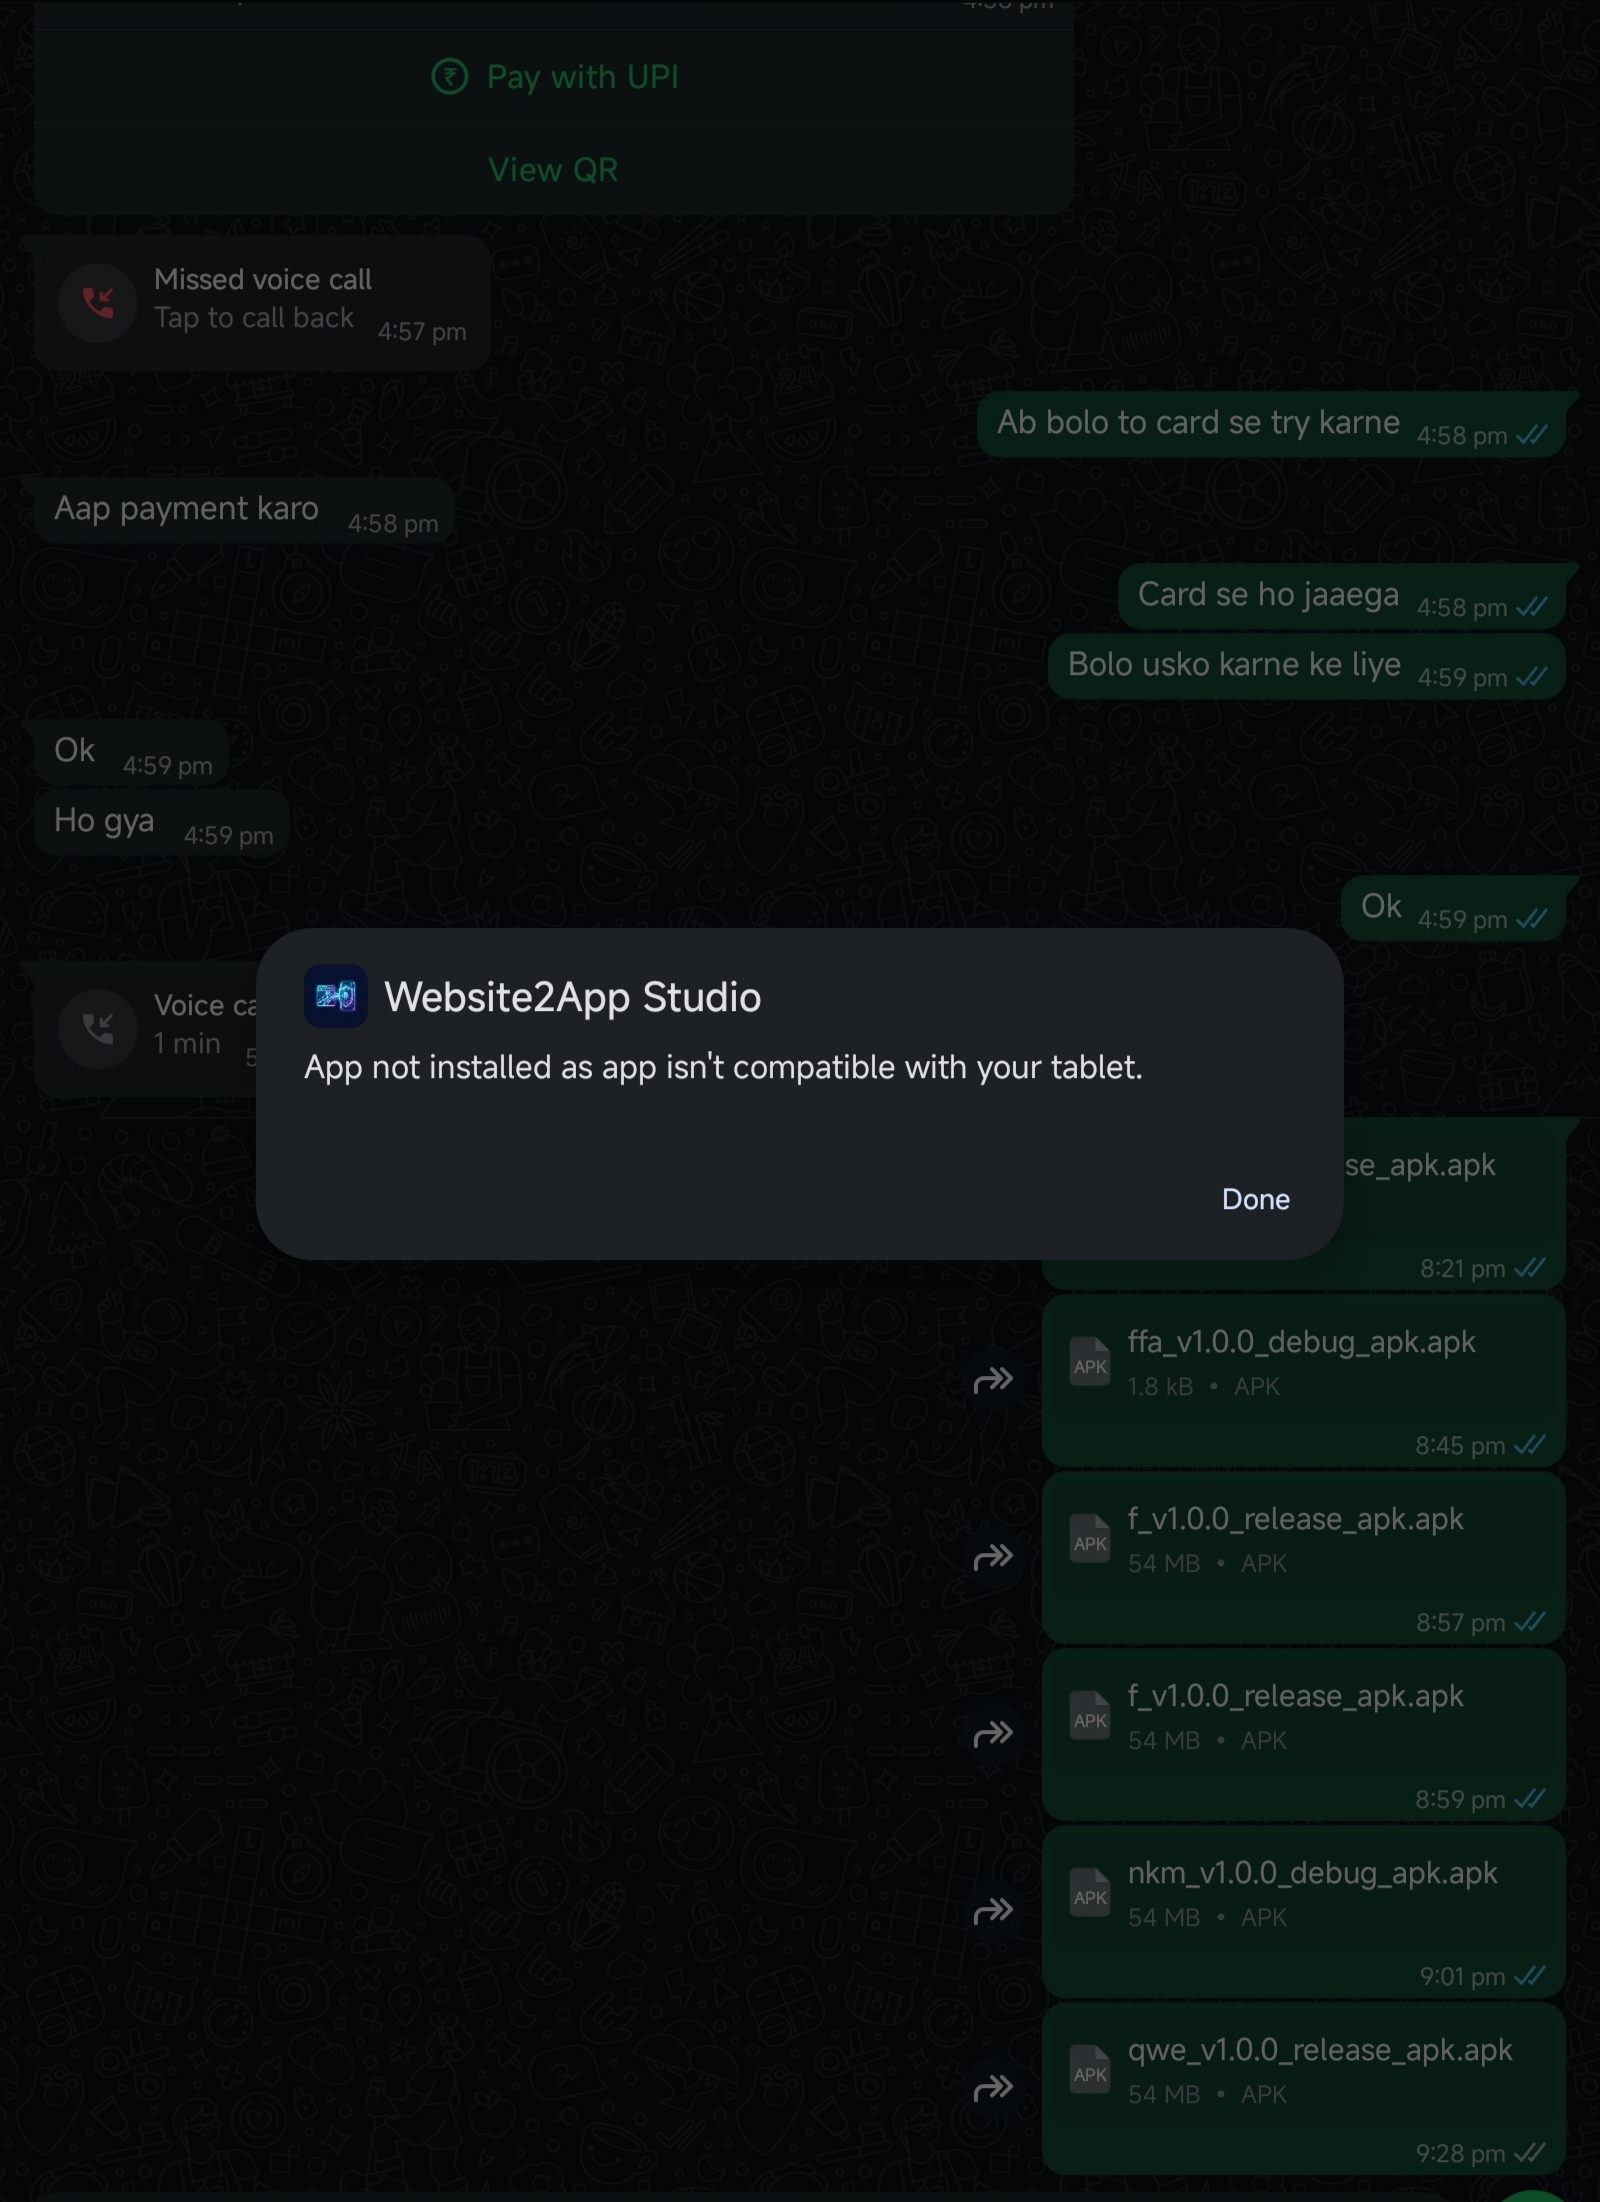 Pay with UPI
View QR
Missed voice call
Tap to call back 4:57 pm
Ab bolo to card se try karne 4:58 pm
Aap payment karo 4:58 pm
Card se ho jaaega 4:58 pm
Bolo usko karne ke liye 4:59 pm
Ok 4:59 pm
Ho gya 4:59 pm
Ok 4:59 pm
Voice
1 min
Website2App Studio
App not installed as app isn't compatible with your tablet.
Done
se_apk.apk
8:21 pm
ffa_v1.0.0_debug_apk.apk
APK
1.8 kB • APK
8:45 pm
f_v1.0.0_release_apk.apk
APK
54 MB • APK
8:57 pm
f_v1.0.0_release_apk.apk
APK
54 MB • APK
8:59 pm
nkm_v1.0.0_debug_apk.apk
APK
54 MB • APK
9:01 pm
qwe_v1.0.0_release_apk.apk
APK
54 MB • APK
9:28 pm